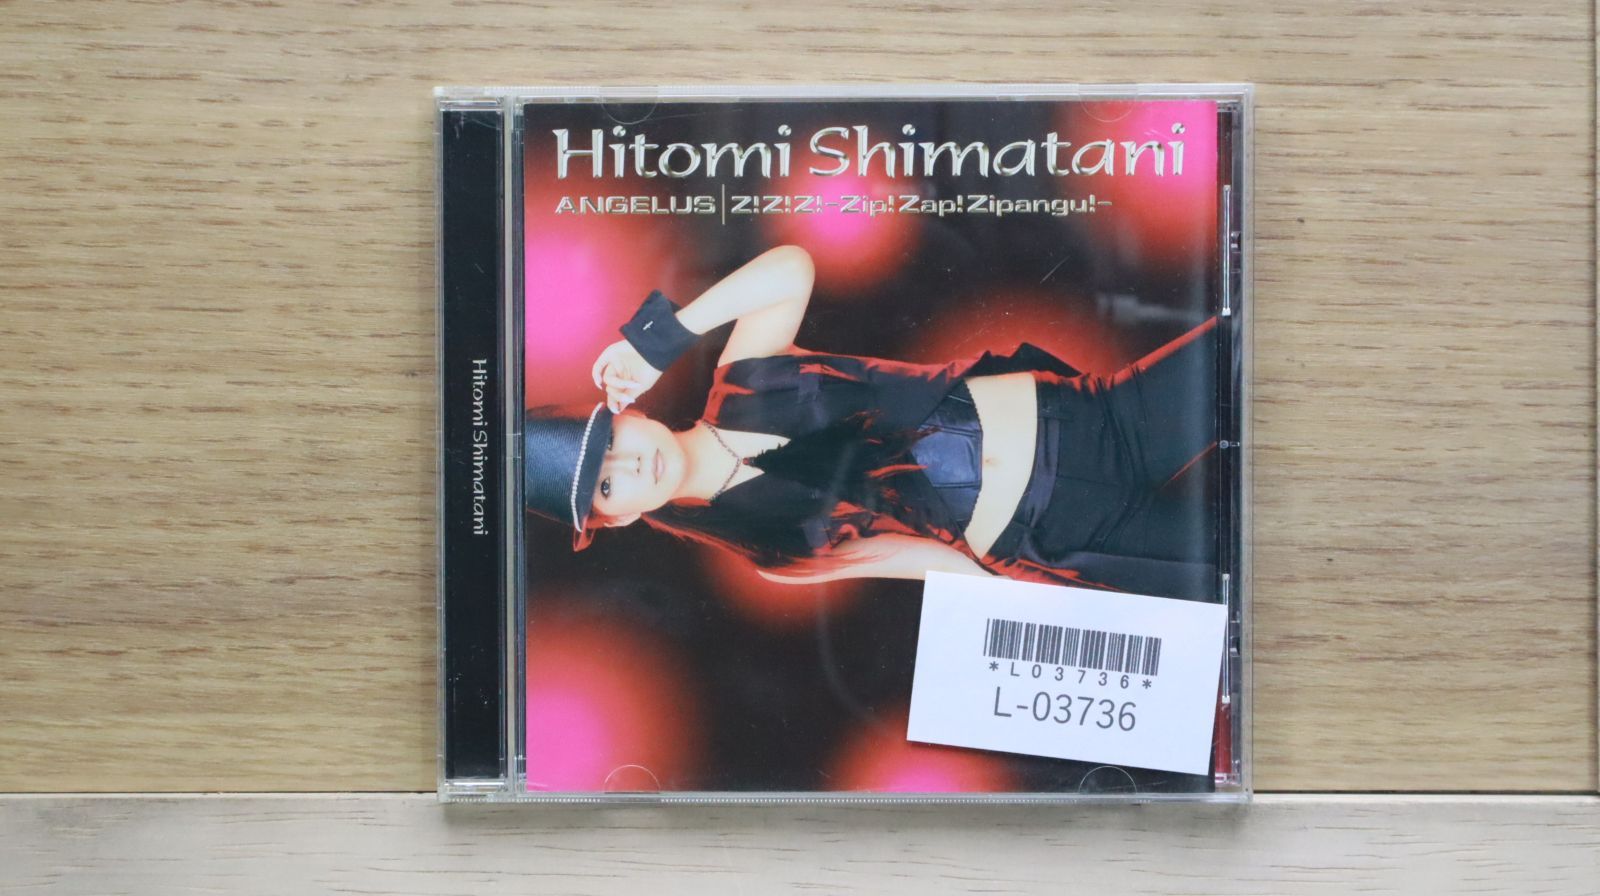 Hitomi Shimatani
ANGELUS|Z!Z!Z!-Zip!Zap!Zipangu!-
Hitomi Shimatani
*L03736*
L-03736